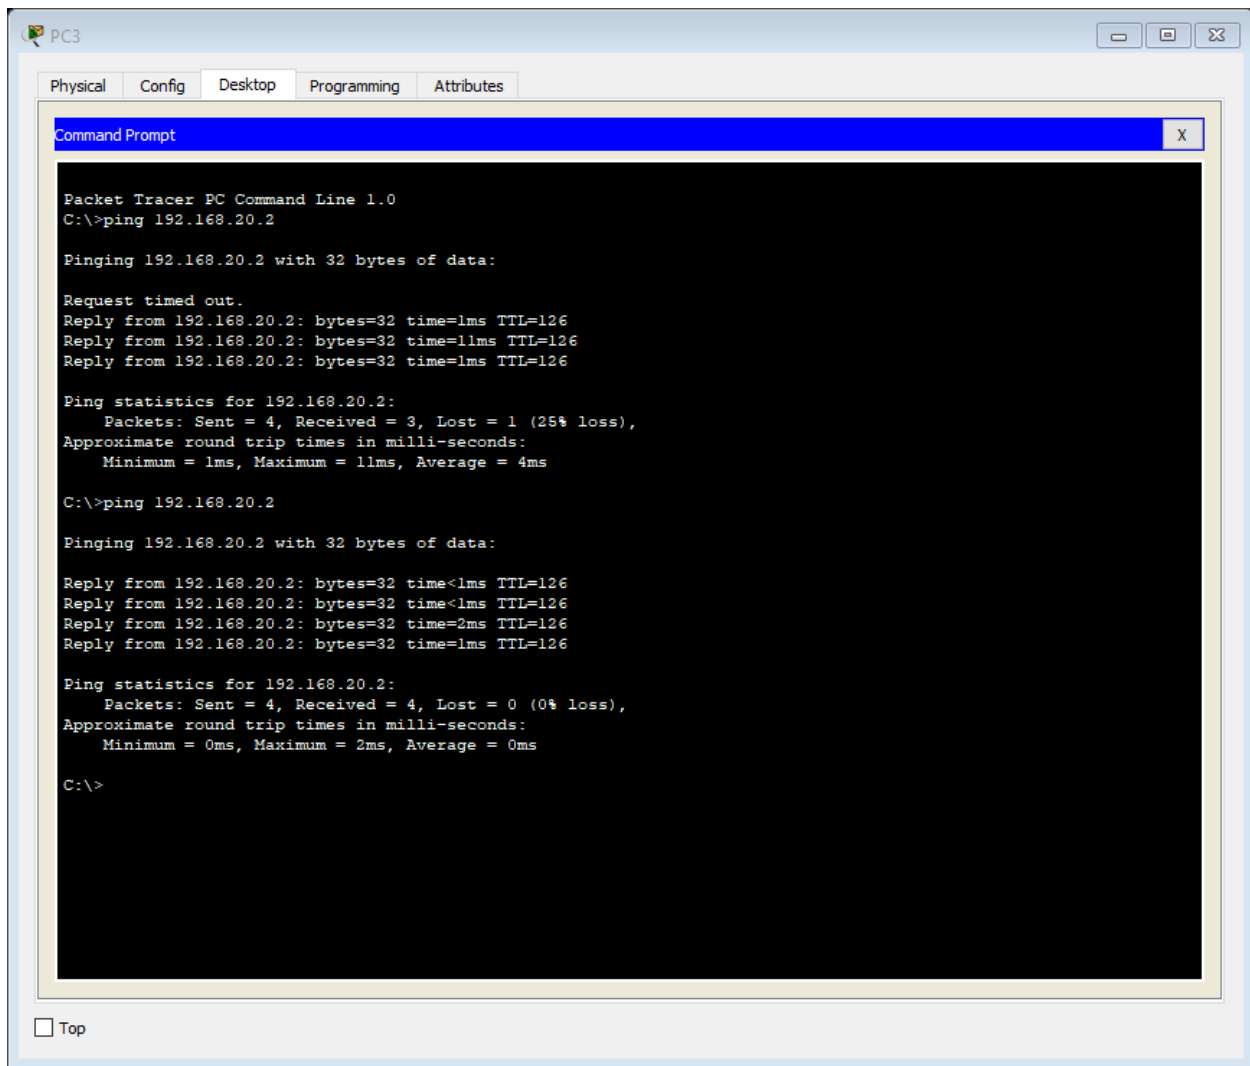 PC3
Physical Config Desktop Programming Attributes
Command Prompt X
Packet Tracer PC Command Line 1.0
C:\>ping 192.168.20.2
Pinging 192.168.20.2 with 32 bytes of data:
Request timed out.
Reply from 192.168.20.2: bytes=32 time=1ms TTL=126
Reply from 192.168.20.2: bytes=32 time=11ms TTL=126
Reply from 192.168.20.2: bytes=32 time=1ms TTL=126
Ping statistics for 192.168.20.2:
    Packets: Sent = 4, Received = 3, Lost = 1 (25% loss),
Approximate round trip times in milli-seconds:
    Minimum = 1ms, Maximum = 11ms, Average = 4ms
C:\>ping 192.168.20.2
Pinging 192.168.20.2 with 32 bytes of data:
Reply from 192.168.20.2: bytes=32 time<1ms TTL=126
Reply from 192.168.20.2: bytes=32 time<1ms TTL=126
Reply from 192.168.20.2: bytes=32 time=2ms TTL=126
Reply from 192.168.20.2: bytes=32 time=1ms TTL=126
Ping statistics for 192.168.20.2:
    Packets: Sent = 4, Received = 4, Lost = 0 (0% loss),
Approximate round trip times in milli-seconds:
    Minimum = 0ms, Maximum = 2ms, Average = 0ms
C:\>
Top